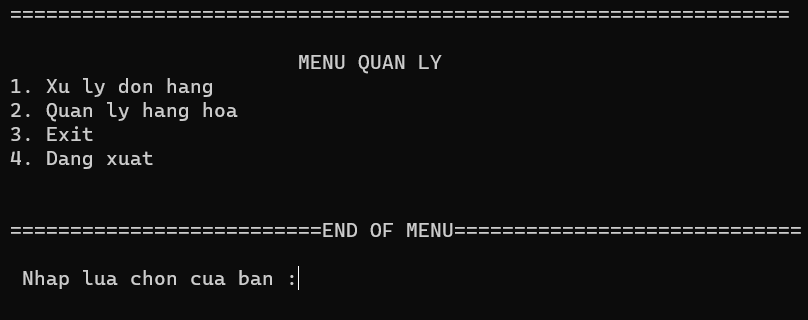 =================================================================
MENU QUAN LY
1. Xu ly don hang
2. Quan ly hang hoa
3. Exit
4. Dang xuat
==========================END OF MENU=============================
Nhap lua chon cua ban :